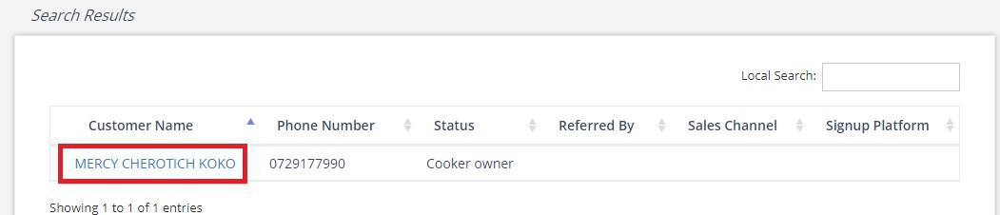 Search Results
Local Search:
Customer Name Phone Number Status Referred By Sales Channel Signup Platform
MERCY CHEROTICH KOKO 0729177990 Cooker owner
Showing 1 to 1 of 1 entries